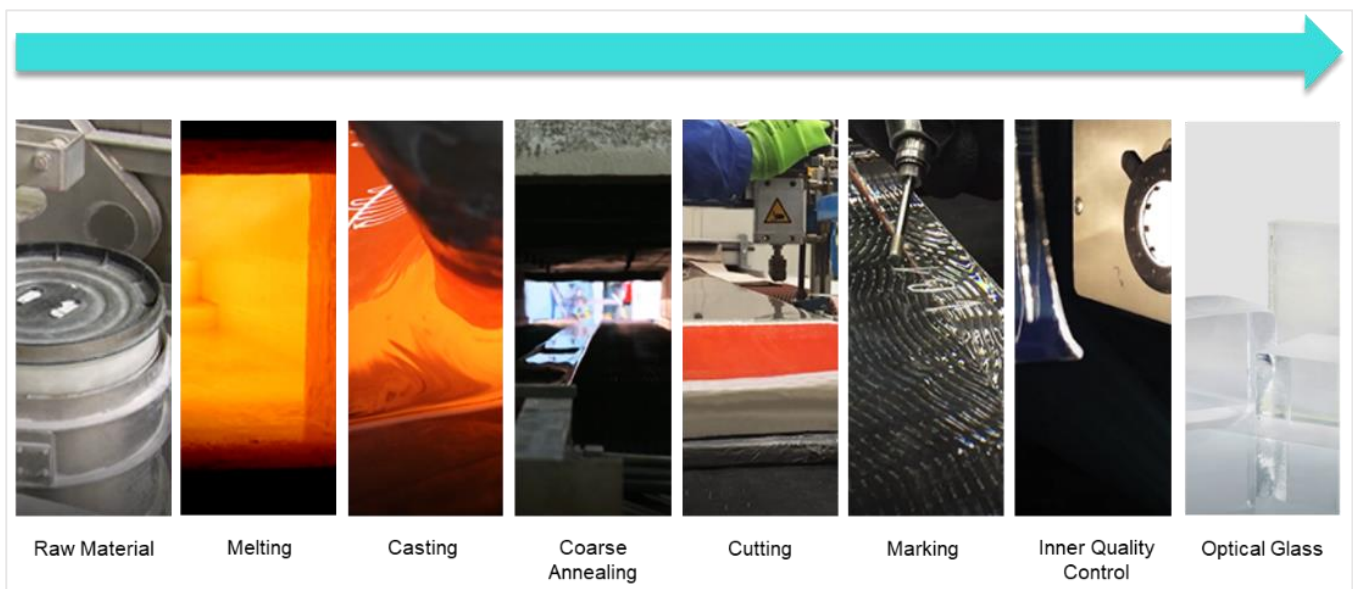 Raw Material
Melting
Casting
Coarse
Annealing
Cutting
Marking
Inner Quality
Control
Optical Glass